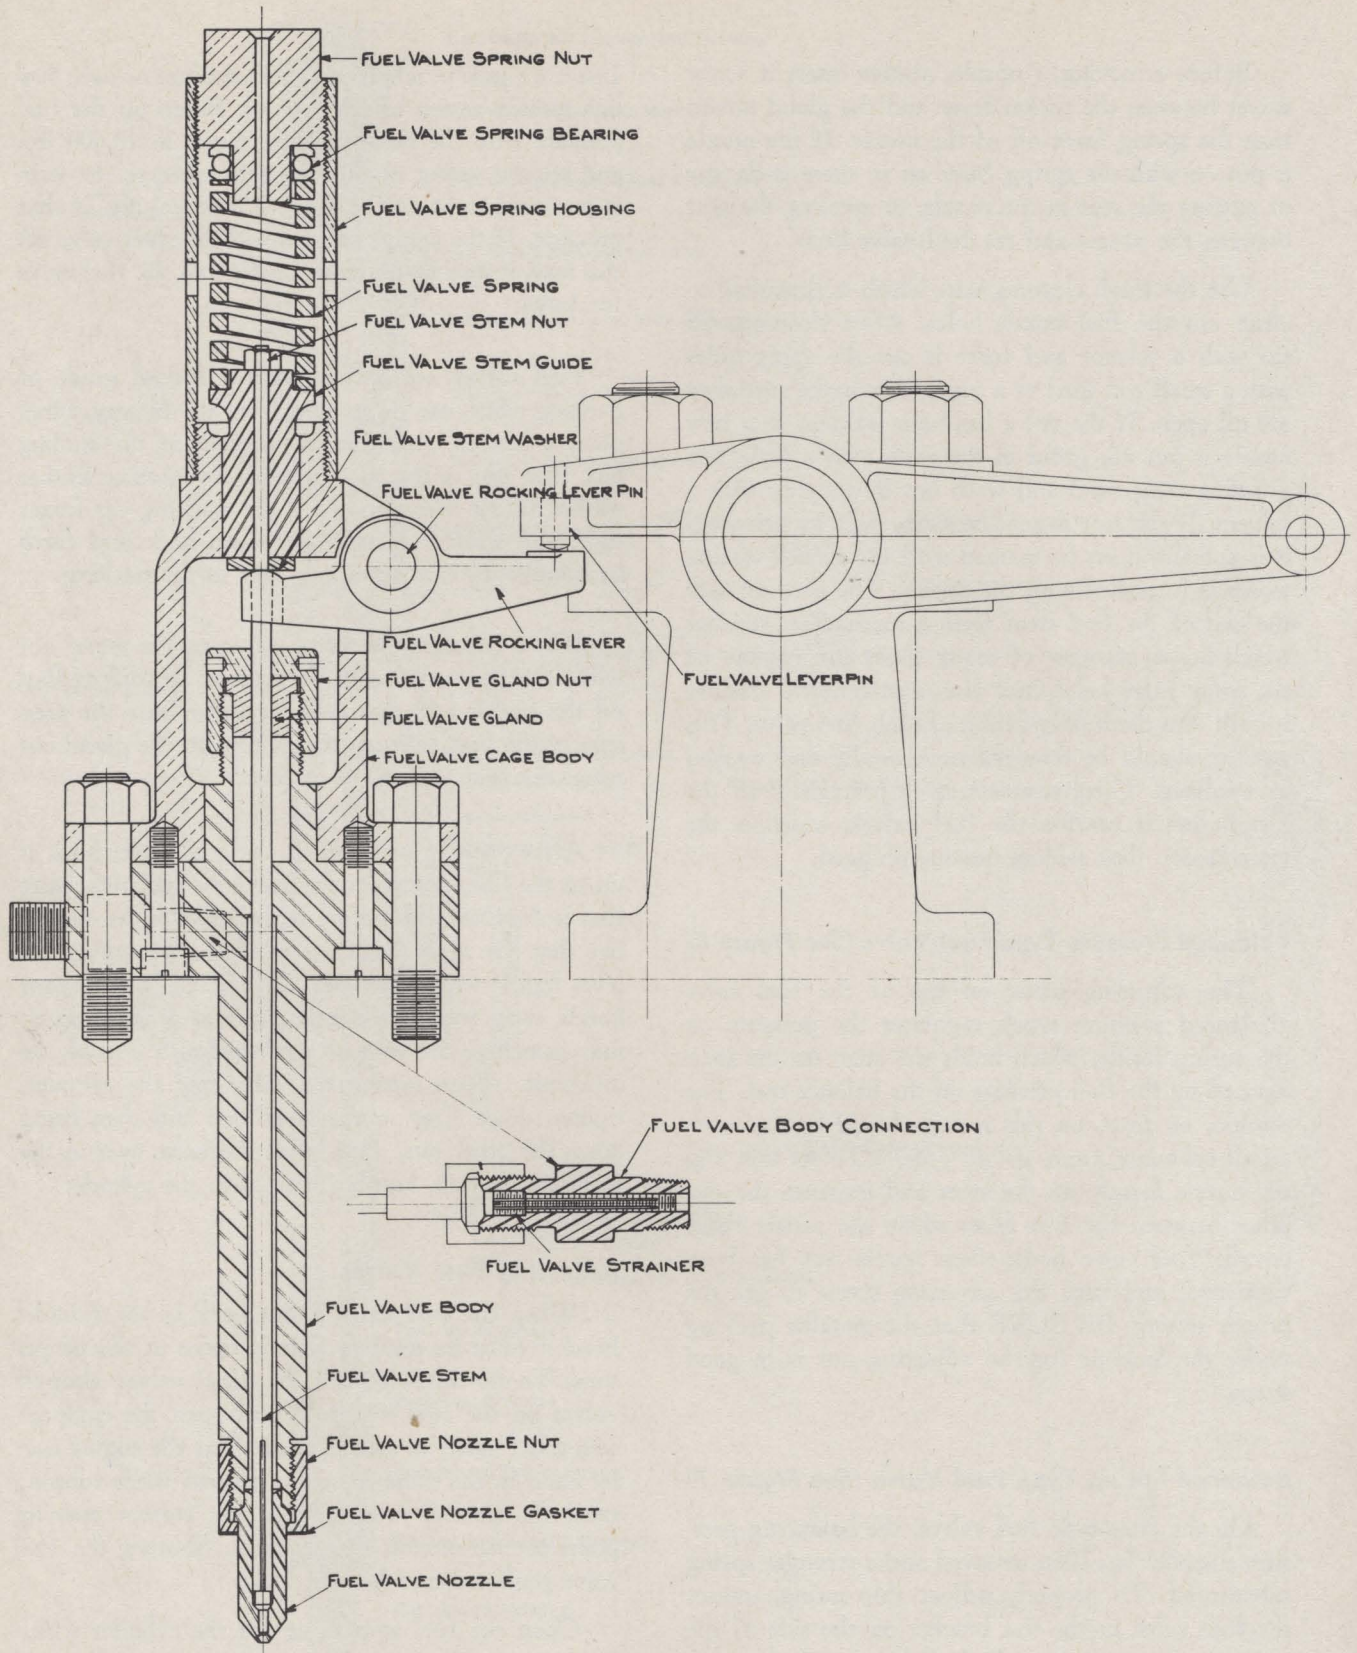 FUEL VALVE SPRING NUT
FUEL VALVE SPRING BEARING
FUEL VALVE SPRING HOUSING
FUEL VALVE SPRING
FUEL VALVE STEM NUT
FUEL VALVE STEM GUIDE
FUEL VALVE STEM WASHER
FUEL VALVE ROCKING LEVER PIN
FUEL VALVE ROCKING LEVER
FUEL VALVE GLAND NUT
FUEL VALVE LEVER PIN
FUEL VALVE GLAND
FUEL VALVE CAGE BODY
FUEL VALVE BODY CONNECTION
FUEL VALVE STRAINER
FUEL VALVE BODY
FUEL VALVE STEM
FUEL VALVE NOZZLE NUT
FUEL VALVE NOZZLE GASKET
FUEL VALVE NOZZLE